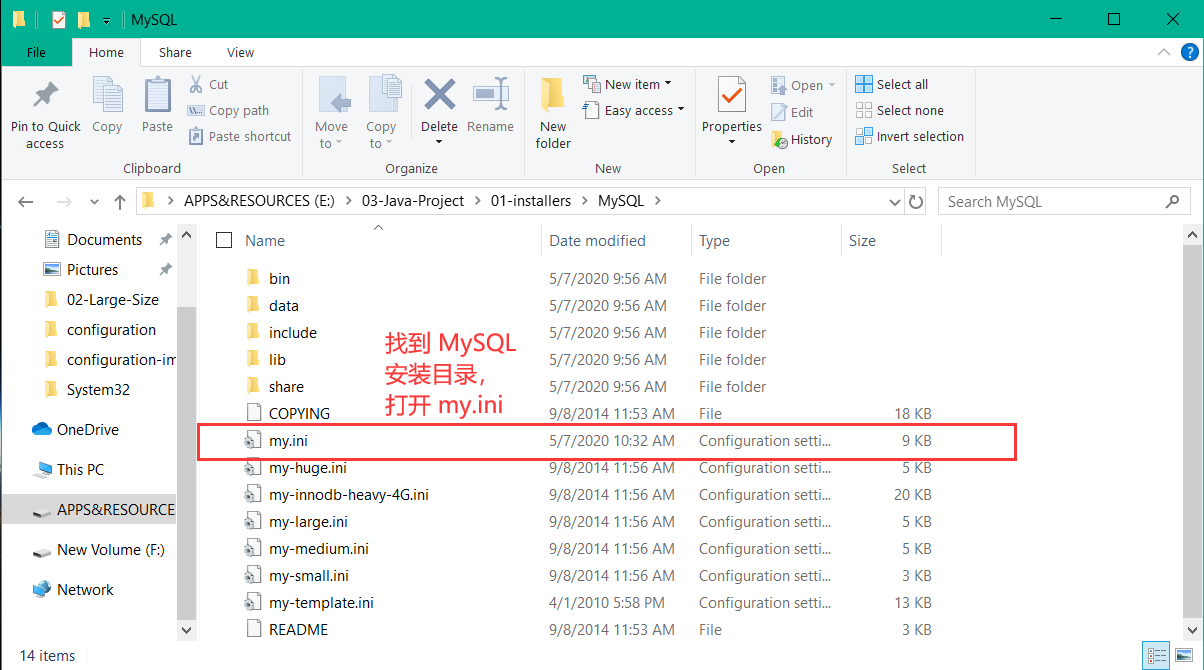 MySQL
File Home Share View
Pin to Quick access
Copy
Paste
Cut
Copy path
Paste shortcut
Clipboard
Move to
Copy to
Delete
Rename
Organize
New folder
New item
Easy access
New
Properties
Open
Edit
History
Open
Select all
Select none
Invert selection
Select
APPS&RESOURCES (E:) > 03-Java-Project > 01-installers > MySQL >
Search MySQL
Documents
Pictures
02-Large-Size
configuration
configuration-im
System32
OneDrive
This PC
APPS&RESOURCE
New Volume (F:)
Network
Name Date modified Type Size
bin 5/7/2020 9:56 AM File folder
data 5/7/2020 9:56 AM File folder
include 5/7/2020 9:56 AM File folder
lib 5/7/2020 9:56 AM File folder
share 5/7/2020 9:56 AM File folder
COPYING 9/8/2014 11:53 AM File 18 KB
my.ini 5/7/2020 10:32 AM Configuration setti... 9 KB
my-huge.ini 9/8/2014 11:56 AM Configuration setti... 5 KB
my-innodb-heavy-4G.ini 9/8/2014 11:56 AM Configuration setti... 20 KB
my-large.ini 9/8/2014 11:56 AM Configuration setti... 5 KB
my-medium.ini 9/8/2014 11:56 AM Configuration setti... 5 KB
my-small.ini 9/8/2014 11:56 AM Configuration setti... 3 KB
my-template.ini 4/1/2010 5:58 PM Configuration setti... 13 KB
README 9/8/2014 11:53 AM File 3 KB
找到 MySQL
安装目录，
打开 my.ini
14 items